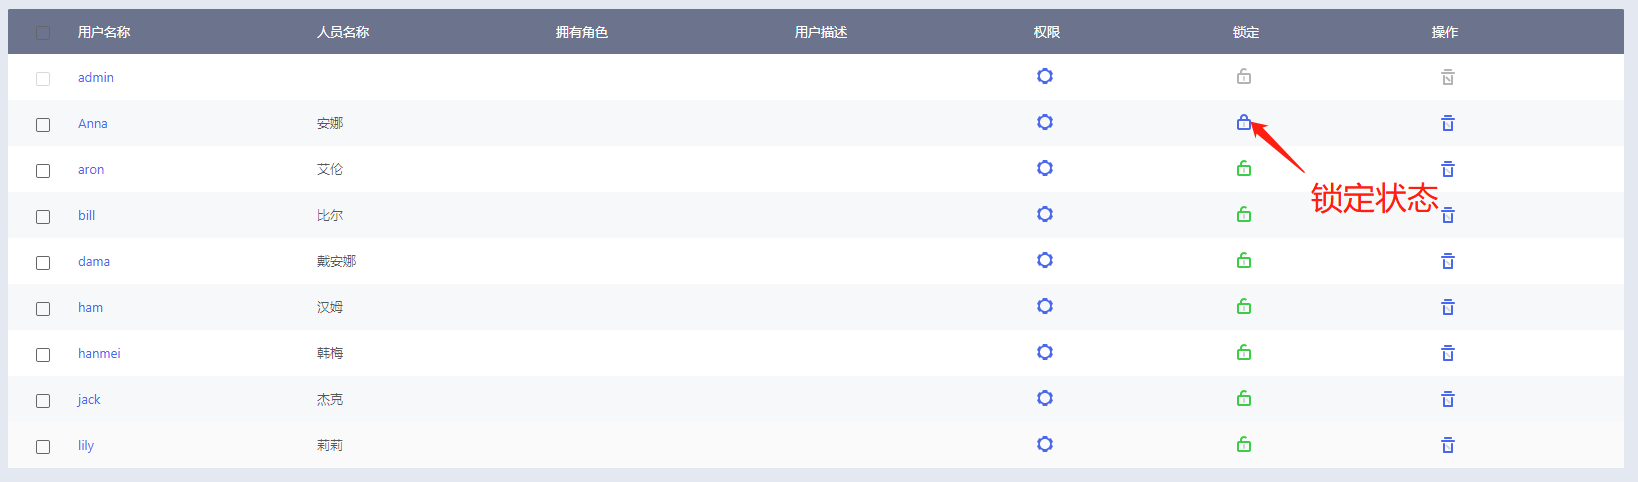 用户名称 人员名称 拥有角色 用户描述 权限 锁定 操作
admin
Anna 安娜
aron 艾伦
锁定状态
bill 比尔
dama 戴安娜
ham 汉姆
hanmei 韩梅
jack 杰克
lily 莉莉